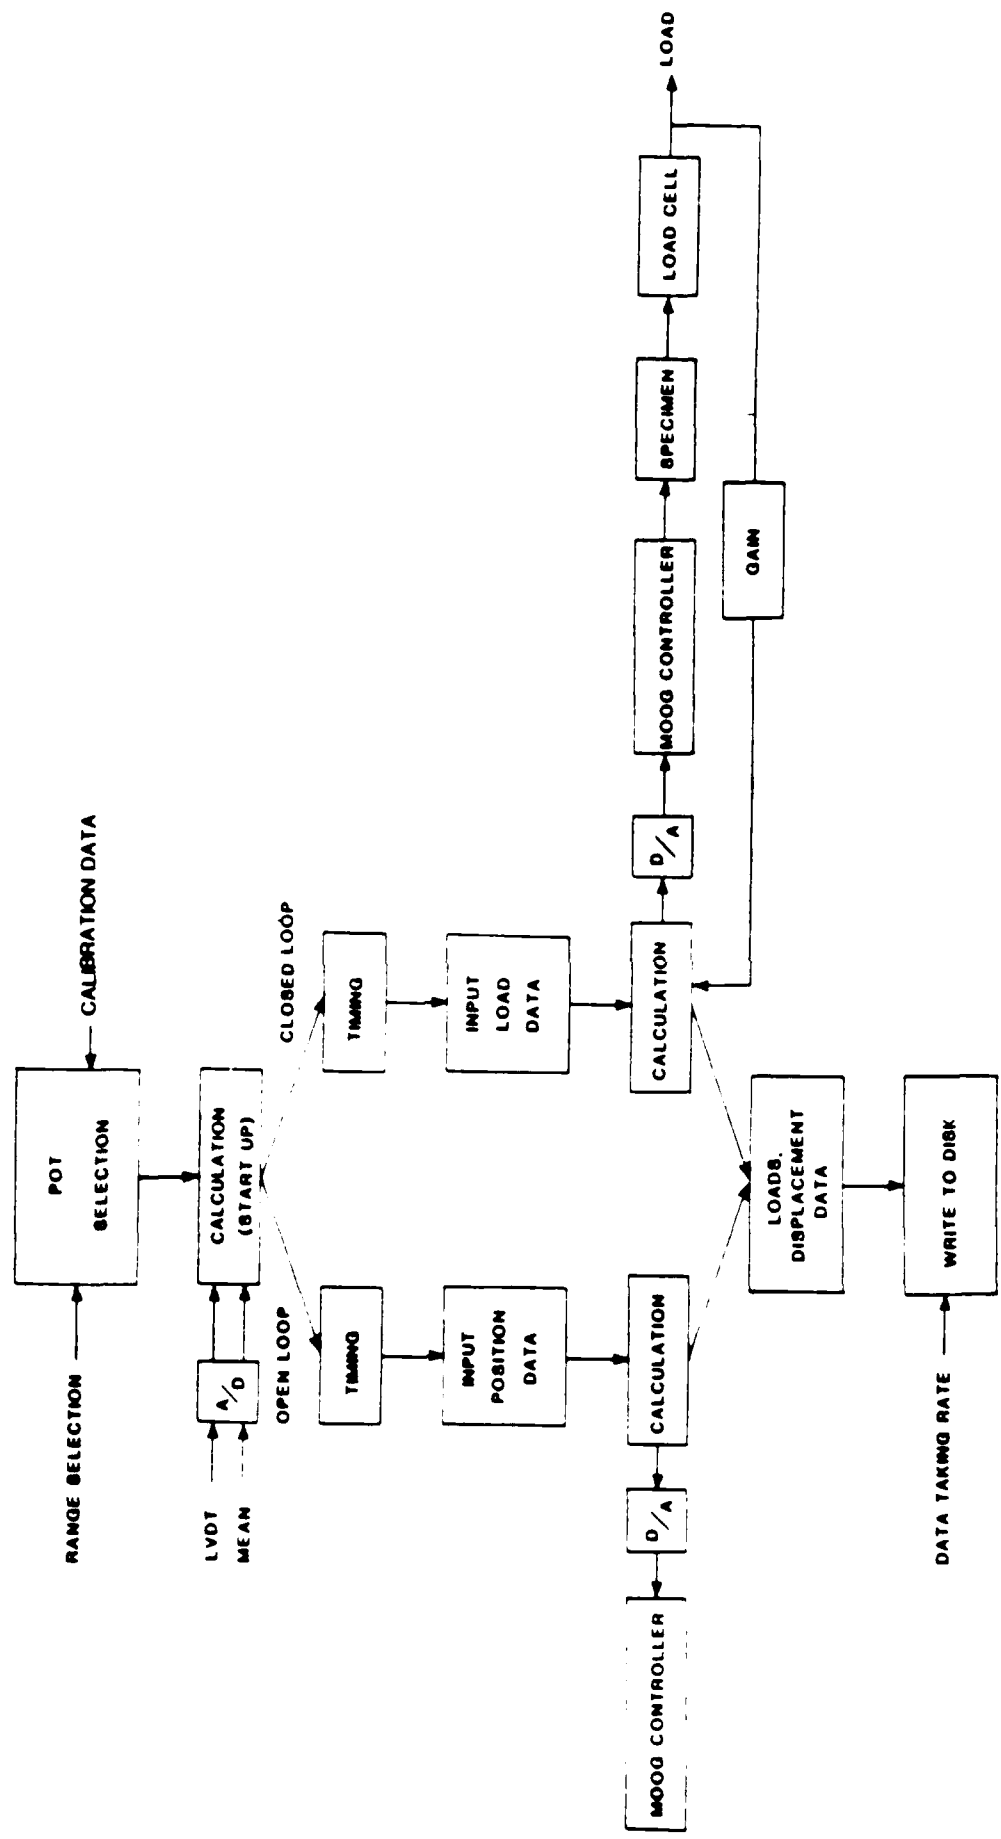 RANGE SELECTION
POT
SELECTION
CALIBRATION DATA
LVDT
MEAN
A/D
CALCULATION
(START UP)
OPEN LOOP
CLOSED LOOP
TIMING
TIMING
INPUT
POSITION
DATA
INPUT
LOAD
DATA
MOOG CONTROLLER
D/A
CALCULATION
CALCULATION
D/A
MOOG CONTROLLER
SPECIMEN
LOAD CELL
LOAD
GAIN
LOADS.
DISPLACEMENT
DATA
DATA TAKING RATE
WRITE TO DISK